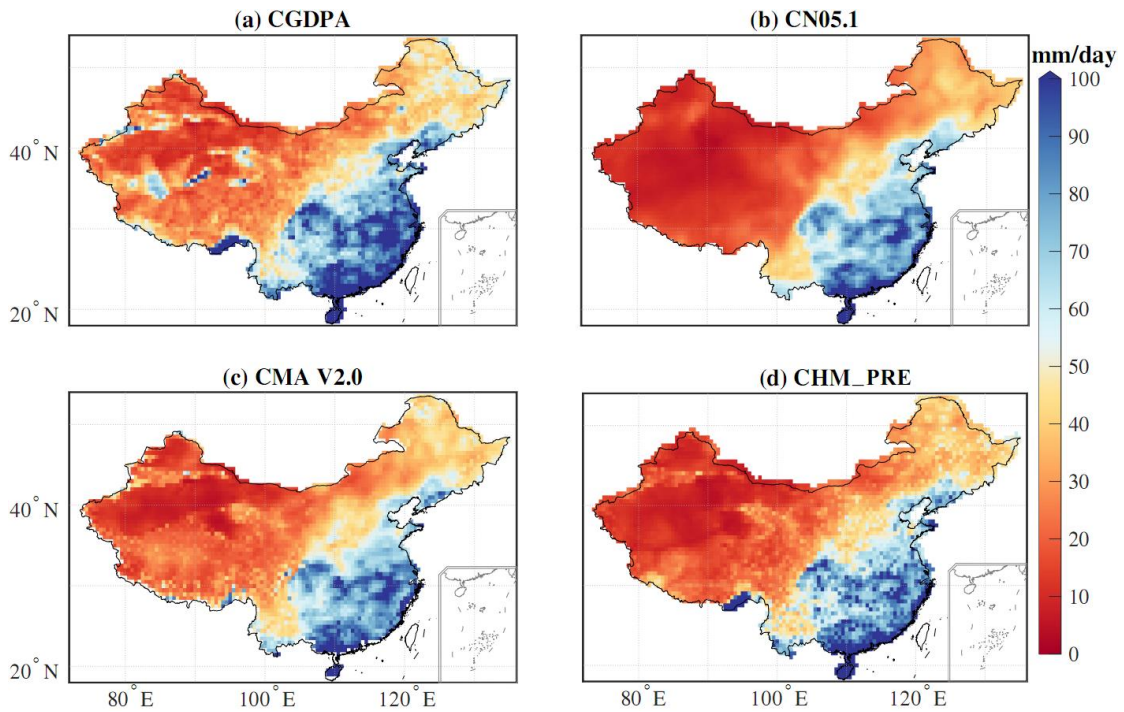 (a) CGDPA
(b) CN05.1
mm/day
100
90
80
70
60
50
40
30
20
10
0
40° N
20° N
(c) CMA V2.0
(d) CHM_PRE
40° N
20° N
80° E
100° E
120° E
80° E
100° E
120° E